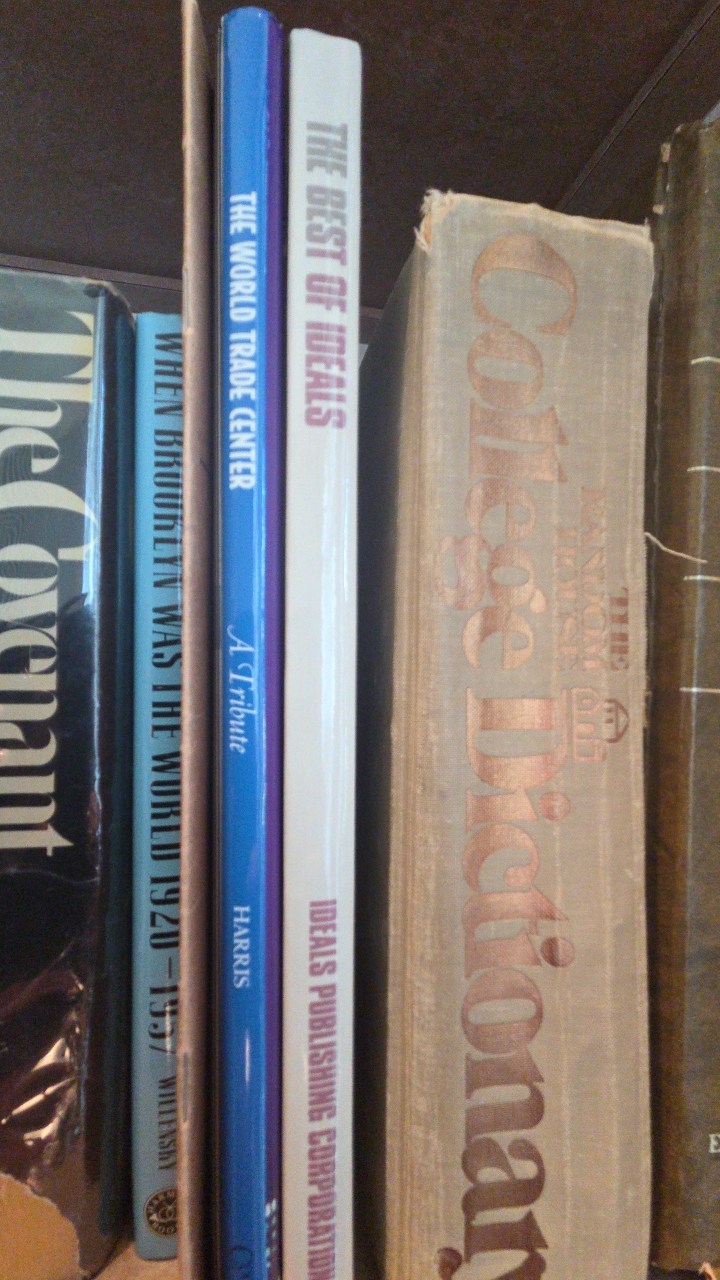 The Covenant
WHEN BROOKLYN WAS THE WORLD 1920-1957 WILLENSKY
THE WORLD TRADE CENTER A Tribute HARRIS
THE BEST OF IDEALS IDEALS PUBLISHING CORPORATION
THE
RANDOM
HOUSE
College Dictionary
E